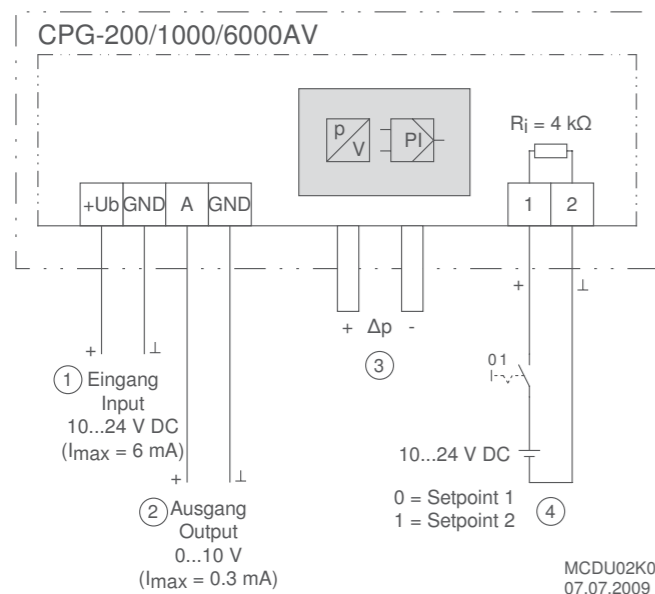 CPG-200/1000/6000AV
p
V
PI
Ri = 4 kΩ
+Ub GND A GND
1 2
+ ⊥
+ Δp -
3
+ ⊥
1 Eingang
Input
10...24 V DC
(Imax = 6 mA)
0 1
10...24 V DC
+ ⊥
2 Ausgang
Output
0...10 V
(Imax = 0.3 mA)
0 = Setpoint 1
1 = Setpoint 2
4
MCDU02K0
07.07.2009